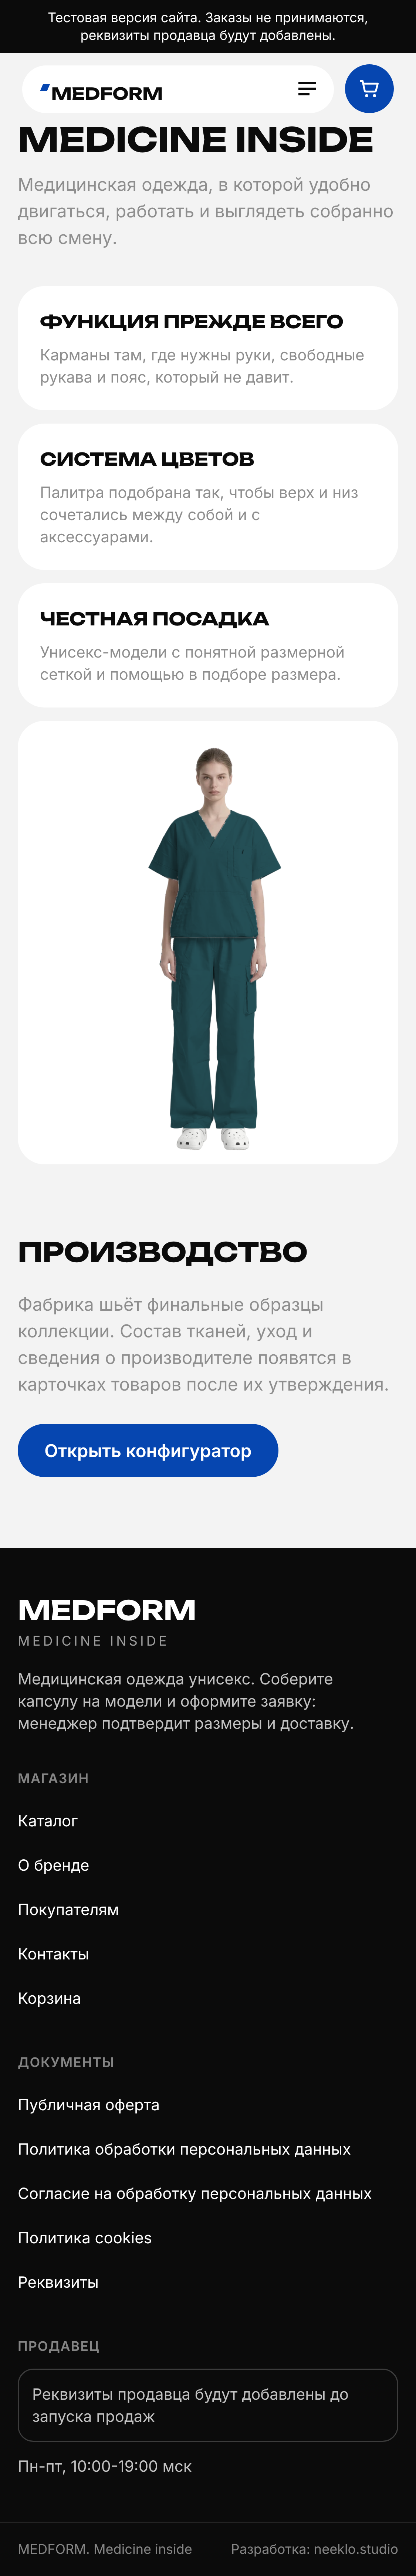 Тестовая версия сайта. Заказы не принимаются,
реквизиты продавца будут добавлены.
MEDFORM
MEDICINE INSIDE
Медицинская одежда, в которой удобно
двигаться, работать и выглядеть собранно
всю смену.
ФУНКЦИЯ ПРЕЖДЕ ВСЕГО
Карманы там, где нужны руки, свободные
рукава и пояс, который не давит.
СИСТЕМА ЦВЕТОВ
Палитра подобрана так, чтобы верх и низ
сочетались между собой и с
аксессуарами.
ЧЕСТНАЯ ПОСАДКА
Унисекс-модели с понятной размерной
сеткой и помощью в подборе размера.
ПРОИЗВОДСТВО
Фабрика шьёт финальные образцы
коллекции. Состав тканей, уход и
сведения о производителе появятся в
карточках товаров после их утверждения.
Открыть конфигуратор
MEDFORM
MEDICINE INSIDE
Медицинская одежда унисекс. Соберите
капсулу на модели и оформите заявку:
менеджер подтвердит размеры и доставку.
МАГАЗИН
Каталог
О бренде
Покупателям
Контакты
Корзина
ДОКУМЕНТЫ
Публичная оферта
Политика обработки персональных данных
Согласие на обработку персональных данных
Политика cookies
Реквизиты
ПРОДАВЕЦ
Реквизиты продавца будут добавлены до
запуска продаж
Пн-пт, 10:00-19:00 мск
MEDFORM. Medicine inside
Разработка: neeklo.studio